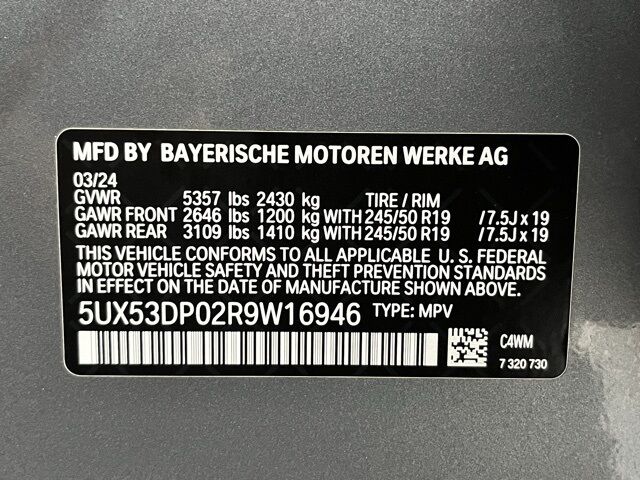 MFD BY BAYERISCHE MOTOREN WERKE AG
03/24
GVWR 5357 lbs 2430 kg TIRE / RIM
GAWR FRONT 2646 lbs 1200 kg WITH 245/50 R19 / 7.5J x 19
GAWR REAR 3109 lbs 1410 kg WITH 245/50 R19 / 7.5J x 19
THIS VEHICLE CONFORMS TO ALL APPLICABLE U. S. FEDERAL
MOTOR VEHICLE SAFETY AND THEFT PREVENTION STANDARDS
IN EFFECT ON THE DATE OF MANUFACTURE SHOWN ABOVE.
5UX53DP02R9W16946 TYPE: MPV
C4WM
7 320 730